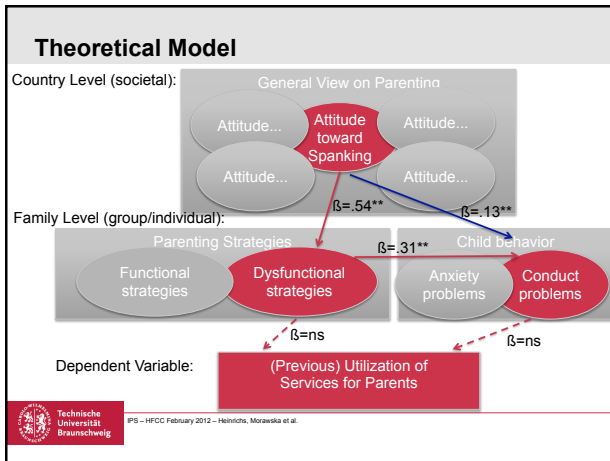 Theoretical Model
Country Level (societal):
General View on Parenting
Attitude...
Attitude
toward
Spanking
Attitude...
Attitude...
Attitude...
ß=.54**
ß=.13**
Family Level (group/individual):
Parenting Strategies
ß=.31**
Child behavior
Functional
strategies
Dysfunctional
strategies
Anxiety
problems
Conduct
problems
ß=ns
ß=ns
Dependent Variable:
(Previous) Utilization of
Services for Parents
Technische
Universität
Braunschweig
IPS – HFCC February 2012 – Heinrichs, Morawska et al.